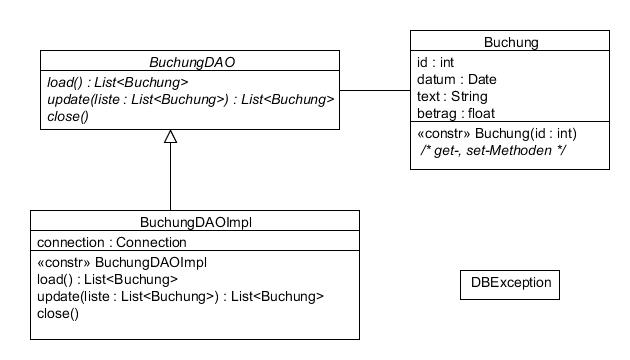 BuchungDAO
load() : List<Buchung>
update(liste : List<Buchung>) : List<Buchung>
close()
Buchung
id : int
datum : Date
text : String
betrag : float
«constr» Buchung(id : int)
/* get-, set-Methoden */
BuchungDAOImpl
connection : Connection
«constr» BuchungDAOImpl
load() : List<Buchung>
update(liste : List<Buchung>) : List<Buchung>
close()
DBException